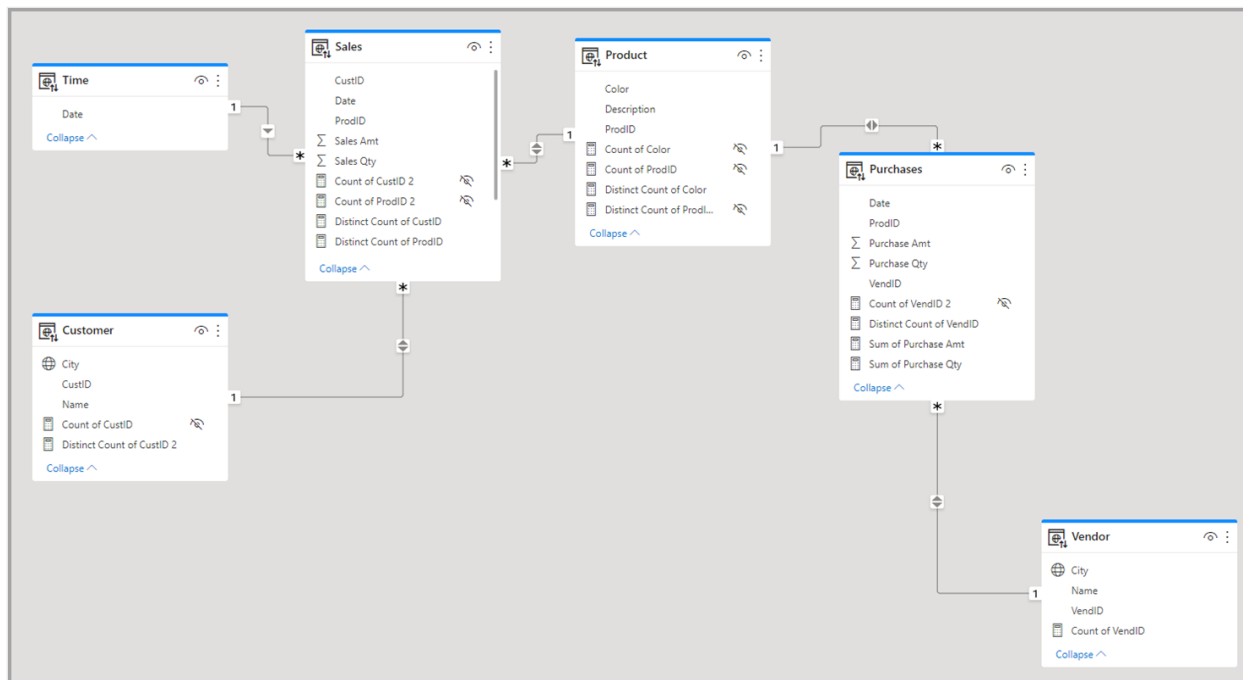 Time
Date
Collapse
1
*
Sales
CustID
Date
ProdID
Sales Amt
Sales Qty
Count of CustID 2
Count of ProdID 2
Distinct Count of CustID
Distinct Count of ProdID
Collapse
*
*
1
Product
Color
Description
ProdID
Count of Color
Count of ProdID
Distinct Count of Color
Distinct Count of Prodl...
Collapse
1
*
Purchases
Date
ProdID
Purchase Amt
Purchase Qty
VendID
Count of VendID 2
Distinct Count of VendID
Sum of Purchase Amt
Sum of Purchase Qty
Collapse
*
Customer
City
CustID
Name
Count of CustID
Distinct Count of CustID 2
Collapse
1
1
Vendor
City
Name
VendID
Count of VendID
Collapse